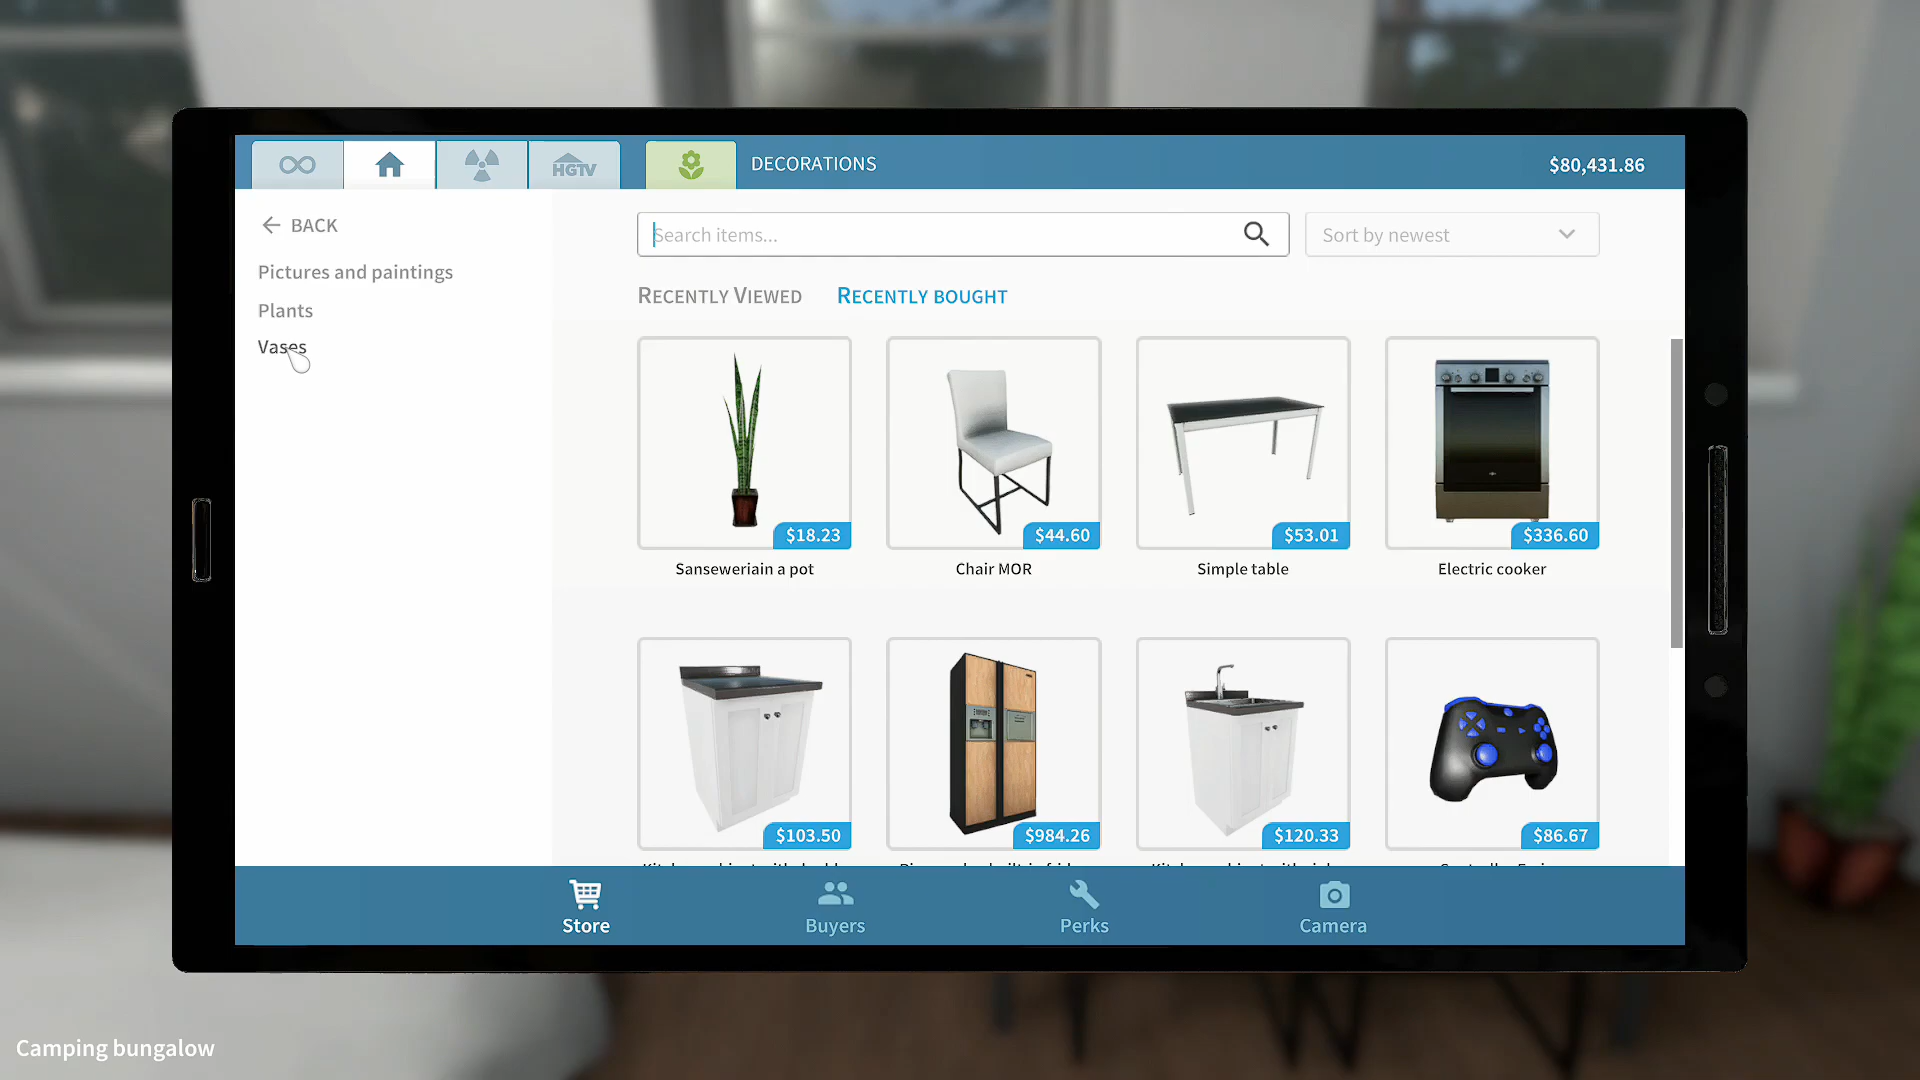 HGTV
DECORATIONS
$80,431.86
BACK
Search items...
Sort by newest
Pictures and paintings
Plants
Vases
RECENTLY VIEWED
RECENTLY BOUGHT
$18.23
$44.60
$53.01
$336.60
Sanseweriain a pot
Chair MOR
Simple table
Electric cooker
$103.50
$984.26
$120.33
$86.67
Store
Buyers
Perks
Camera
Camping bungalow